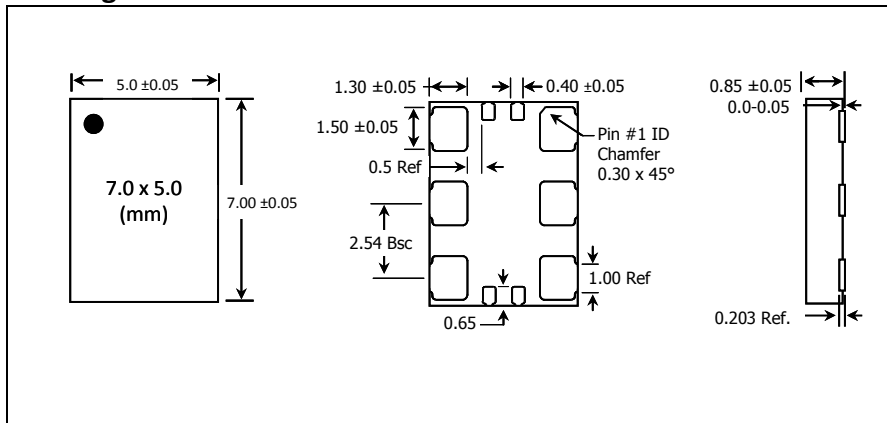 5.0 ±0.05
7.0 x 5.0
(mm)
7.00 ±0.05
1.30 ±0.05
0.40 ±0.05
1.50 ±0.05
0.5 Ref
2.54 Bsc
0.65
Pin #1 ID
Chamfer
0.30 x 45°
1.00 Ref
0.85 ±0.05
0.0-0.05
0.203 Ref.